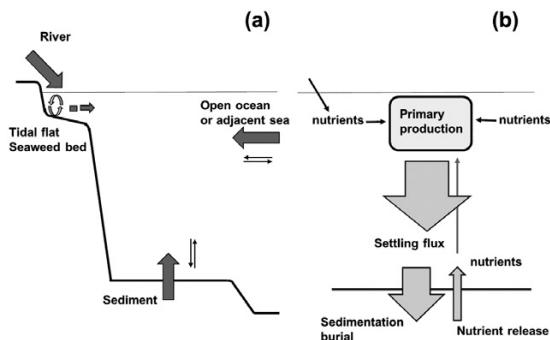 (a)
River
Tidal flat
Seaweed bed
Open ocean
or adjacent sea
Sediment
(b)
nutrients
Primary
production
nutrients
Settling flux
nutrients
Sedimentation
burial
Nutrient release